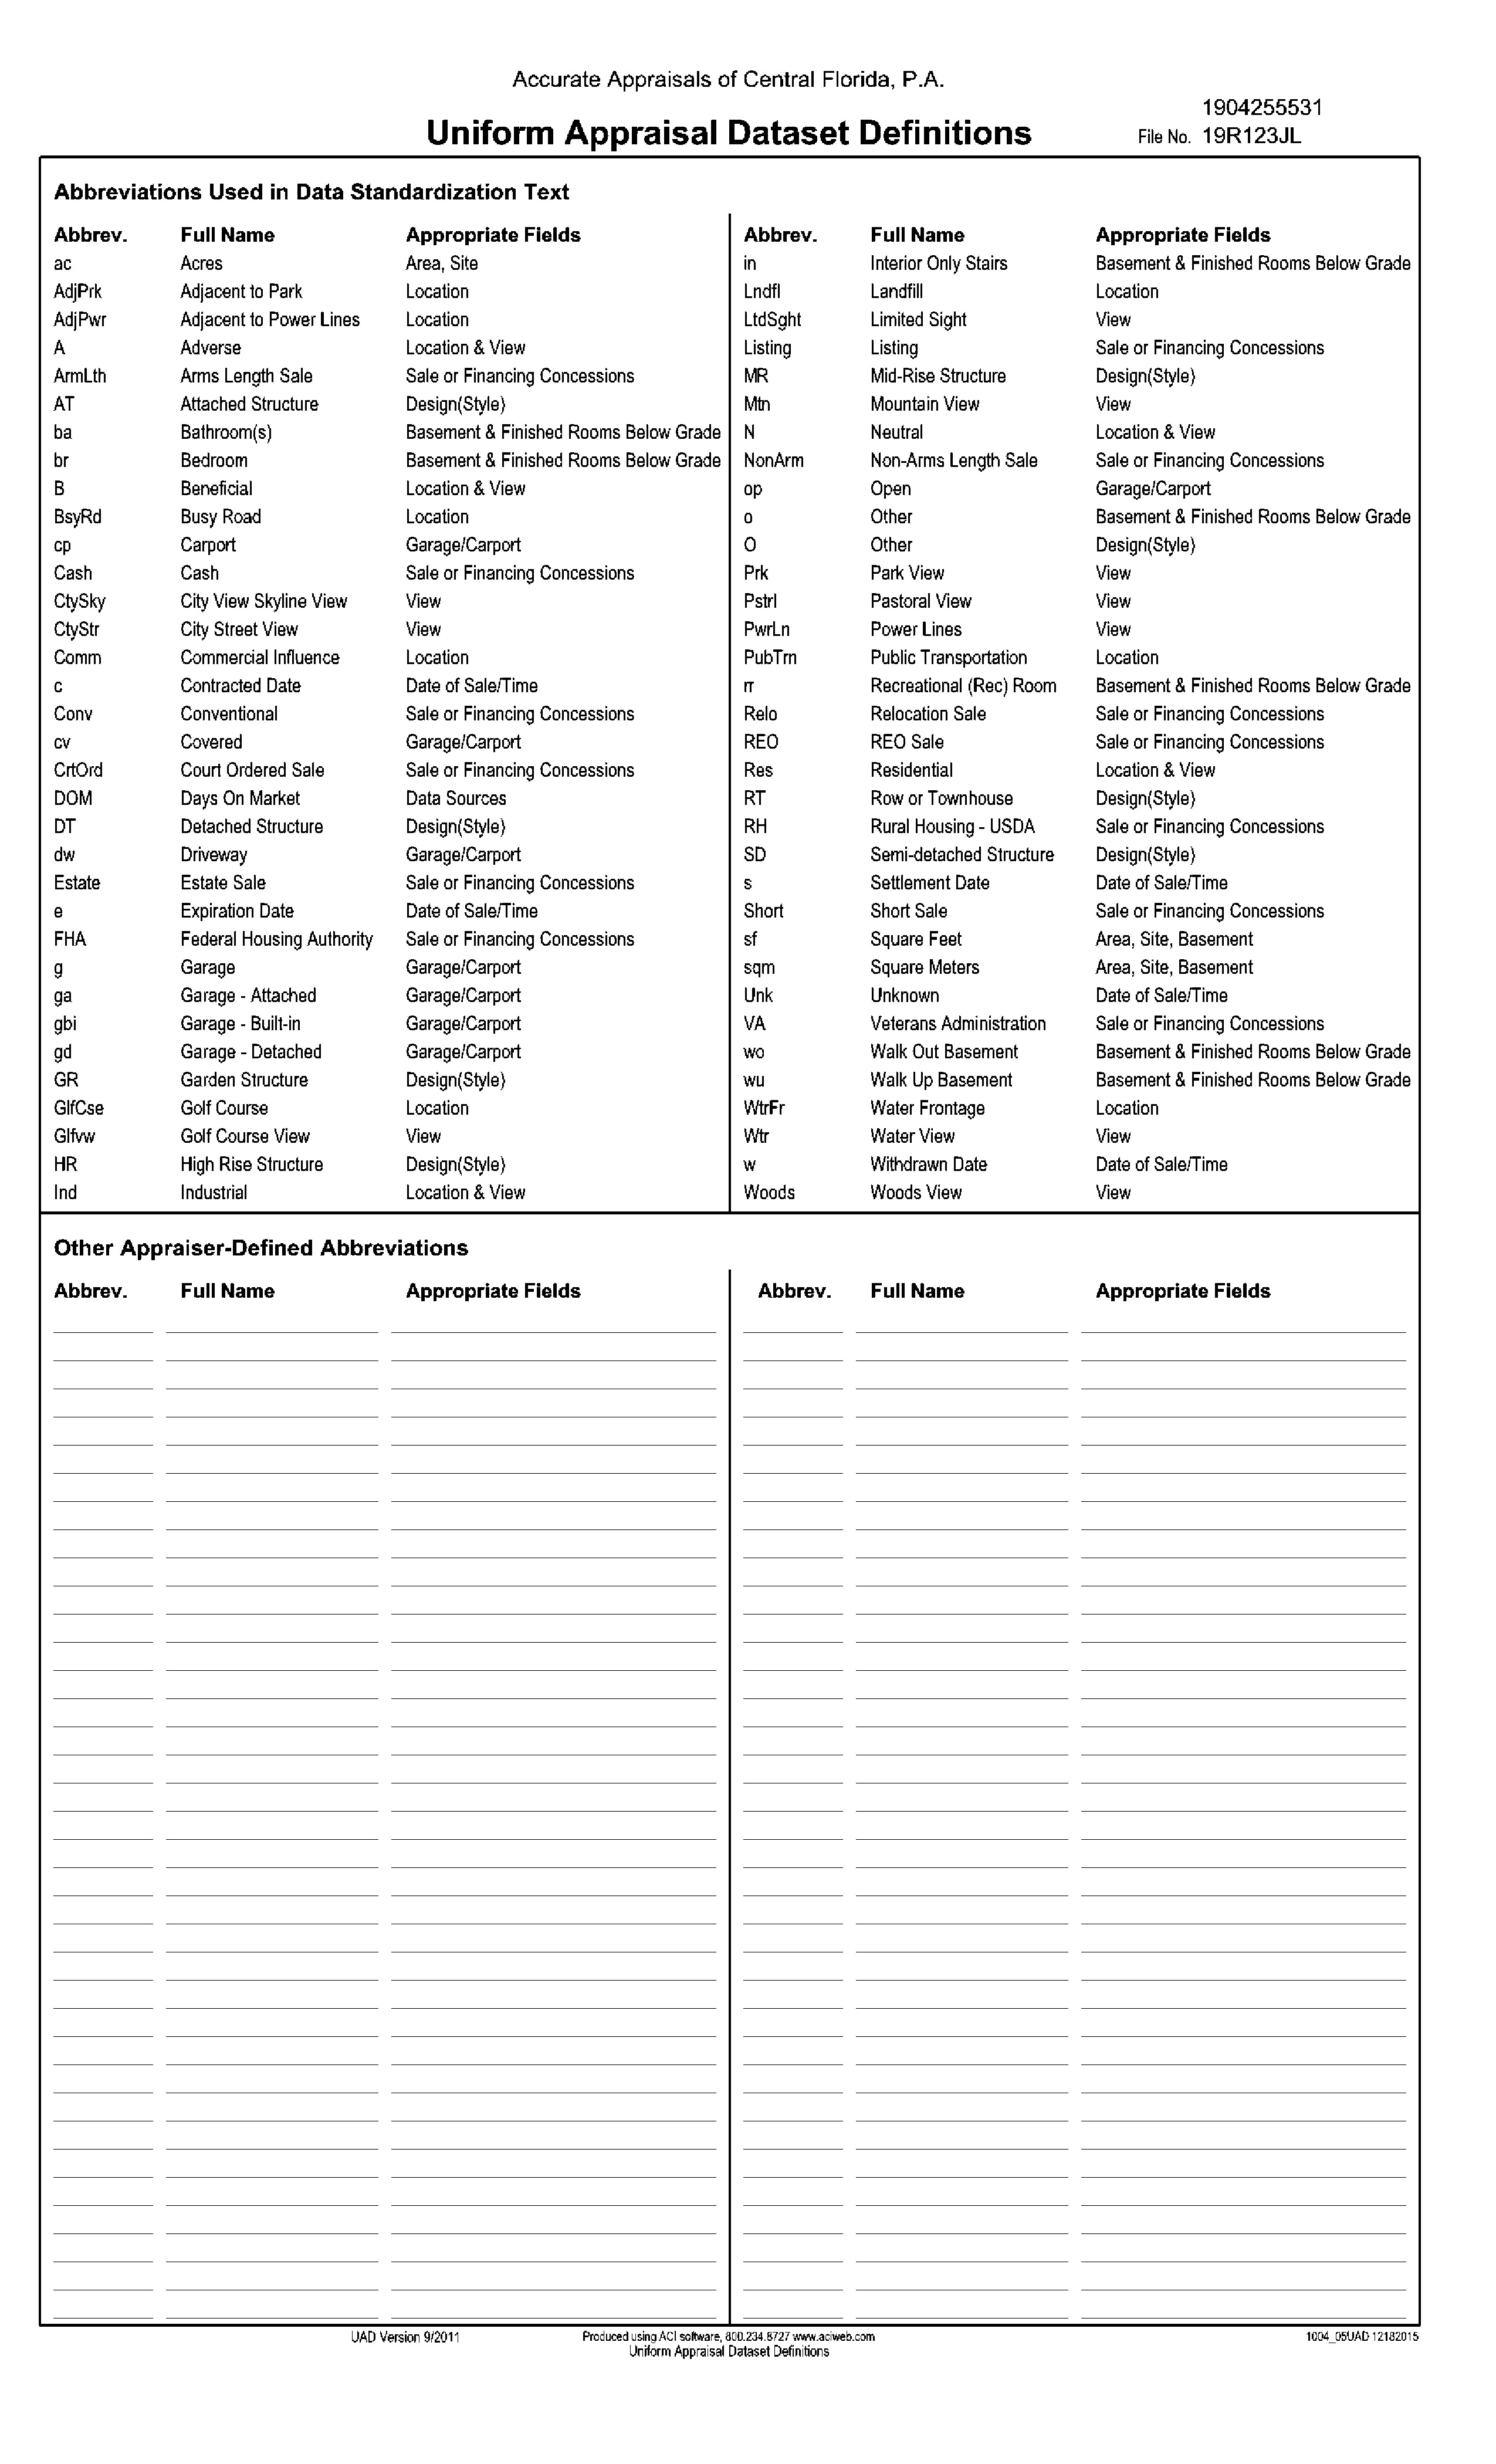 Accurate Appraisals of Central Florida, P.A.
1904255531
Uniform Appraisal Dataset Definitions
File No. 19R123JL
Abbreviations Used in Data Standardization Text
Abbrev. Full Name Appropriate Fields
ac Acres Area, Site
AdjPrk Adjacent to Park Location
AdjPwr Adjacent to Power Lines Location
A Adverse Location & View
ArmLth Arms Length Sale Sale or Financing Concessions
AT Attached Structure Design(Style)
ba Bathroom(s) Basement & Finished Rooms Below Grade
br Bedroom Basement & Finished Rooms Below Grade
B Beneficial Location & View
BsyRd Busy Road Location
cp Carport Garage/Carport
Cash Cash Sale or Financing Concessions
CtySky City View Skyline View View
CtyStr City Street View View
Comm Commercial Influence Location
c Contracted Date Date of Sale/Time
Conv Conventional Sale or Financing Concessions
cv Covered Garage/Carport
CrtOrd Court Ordered Sale Sale or Financing Concessions
DOM Days On Market Data Sources
DT Detached Structure Design(Style)
dw Driveway Garage/Carport
Estate Estate Sale Sale or Financing Concessions
e Expiration Date Date of Sale/Time
FHA Federal Housing Authority Sale or Financing Concessions
g Garage Garage/Carport
ga Garage - Attached Garage/Carport
gbi Garage - Built-in Garage/Carport
gd Garage - Detached Garage/Carport
GR Garden Structure Design(Style)
GlfCse Golf Course Location
Glfvw Golf Course View View
HR High Rise Structure Design(Style)
Ind Industrial Location & View
Abbrev. Full Name Appropriate Fields
in Interior Only Stairs Basement & Finished Rooms Below Grade
Lndfl Landfill Location
LtdSght Limited Sight View
Listing Listing Sale or Financing Concessions
MR Mid-Rise Structure Design(Style)
Mtn Mountain View View
N Neutral Location & View
NonArm Non-Arms Length Sale Sale or Financing Concessions
op Open Garage/Carport
o Other Basement & Finished Rooms Below Grade
O Other Design(Style)
Prk Park View View
Pstrl Pastoral View View
PwrLn Power Lines View
PubTrn Public Transportation Location
rr Recreational (Rec) Room Basement & Finished Rooms Below Grade
Relo Relocation Sale Sale or Financing Concessions
REO REO Sale Sale or Financing Concessions
Res Residential Location & View
RT Row or Townhouse Design(Style)
RH Rural Housing - USDA Sale or Financing Concessions
SD Semi-detached Structure Design(Style)
s Settlement Date Date of Sale/Time
Short Short Sale Sale or Financing Concessions
sf Square Feet Area, Site, Basement
sqm Square Meters Area, Site, Basement
Unk Unknown Date of Sale/Time
VA Veterans Administration Sale or Financing Concessions
wo Walk Out Basement Basement & Finished Rooms Below Grade
wu Walk Up Basement Basement & Finished Rooms Below Grade
WtrFr Water Frontage Location
Wtr Water View View
w Withdrawn Date Date of Sale/Time
Woods Woods View View
Other Appraiser-Defined Abbreviations
Abbrev. Full Name Appropriate Fields Abbrev. Full Name Appropriate Fields
UAD Version 9/2011 Produced using ACI software, 800.234.8727 www.aciweb.com 1004_05UAD 12182015
Uniform Appraisal Dataset Definitions